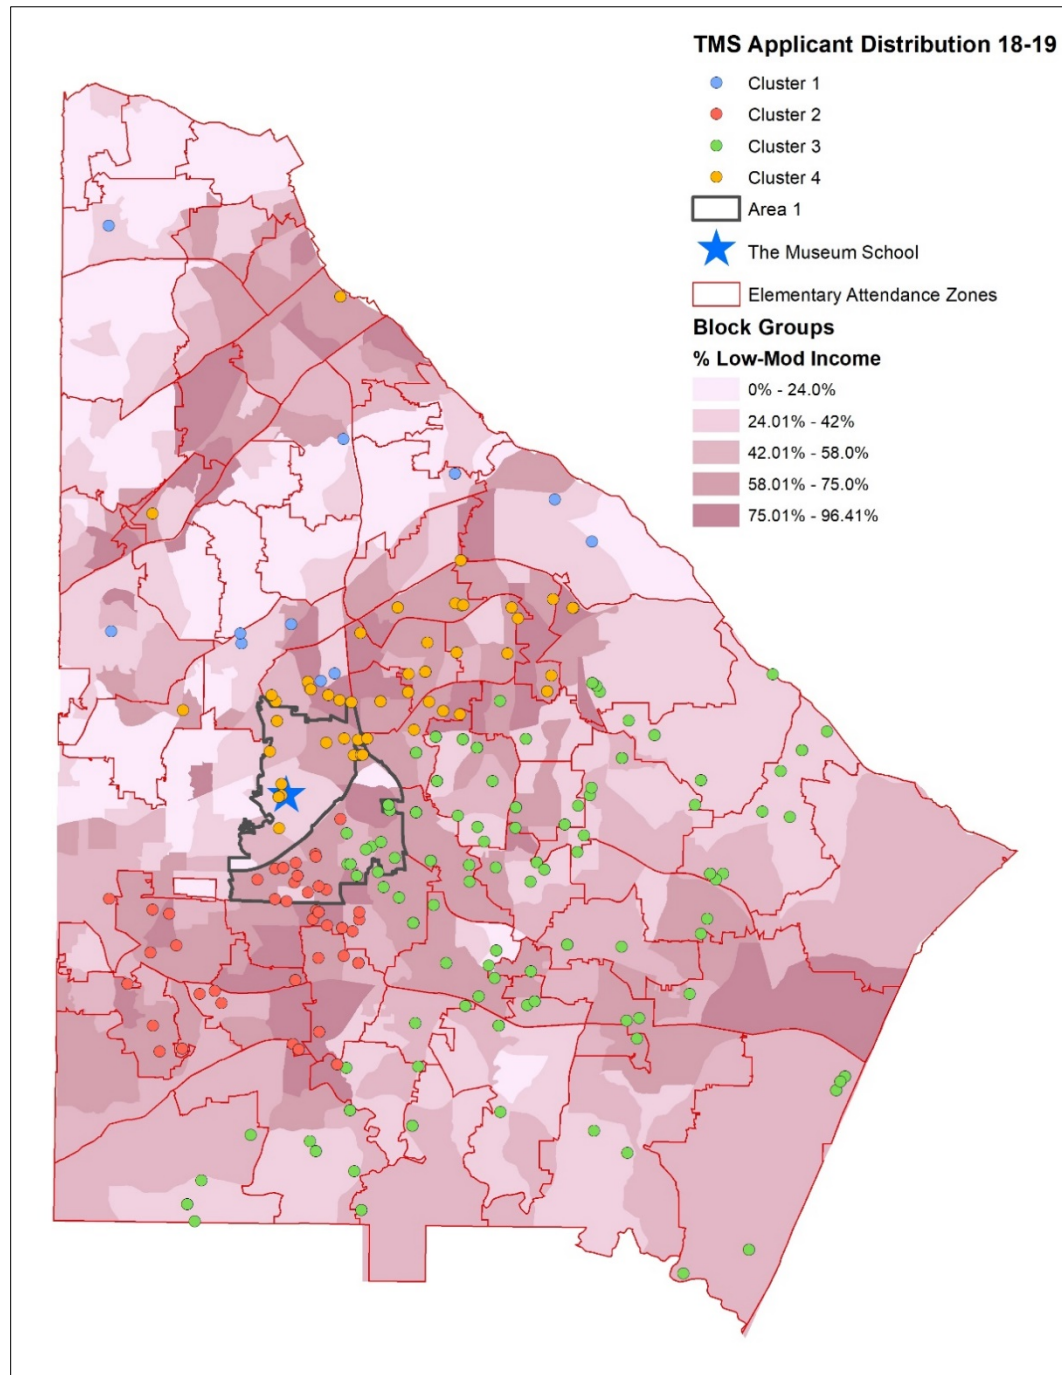 TMS Applicant Distribution 18-19
Cluster 1
Cluster 2
Cluster 3
Cluster 4
Area 1
The Museum School
Elementary Attendance Zones
Block Groups
% Low-Mod Income
0% - 24.0%
24.01% - 42%
42.01% - 58.0%
58.01% - 75.0%
75.01% - 96.41%